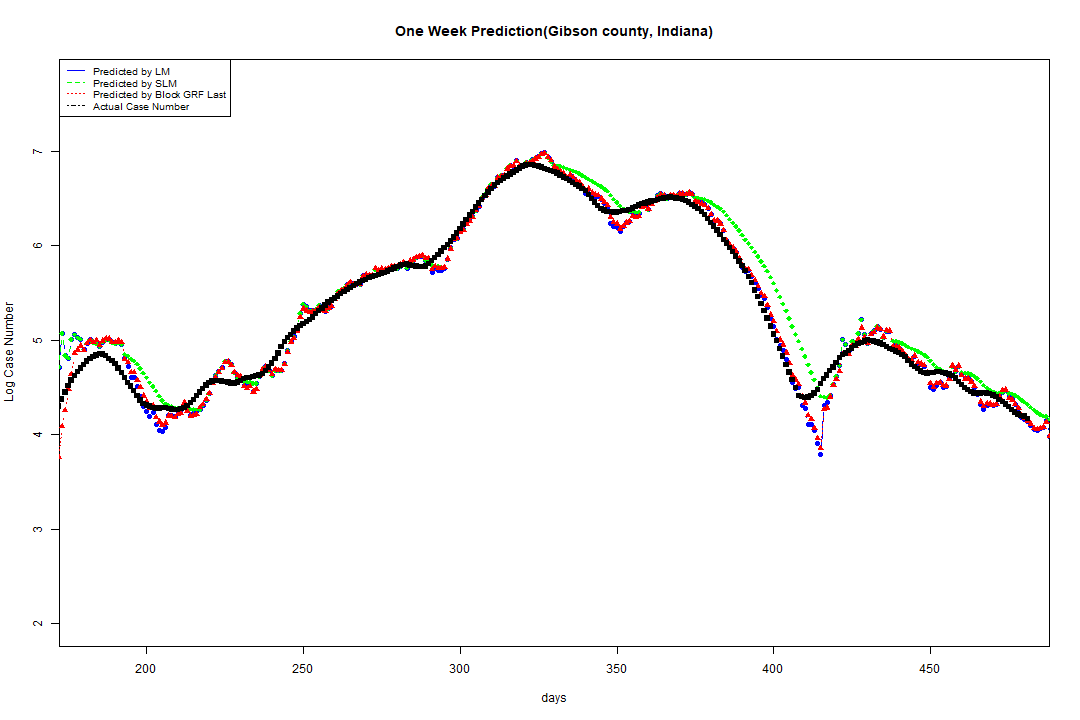 One Week Prediction(Gibson county, Indiana)
Predicted by LM
Predicted by SLM
Predicted by Block GRF Last
Actual Case Number
7
6
5
4
3
2
Log Case Number
200 250 300 350 400 450
days